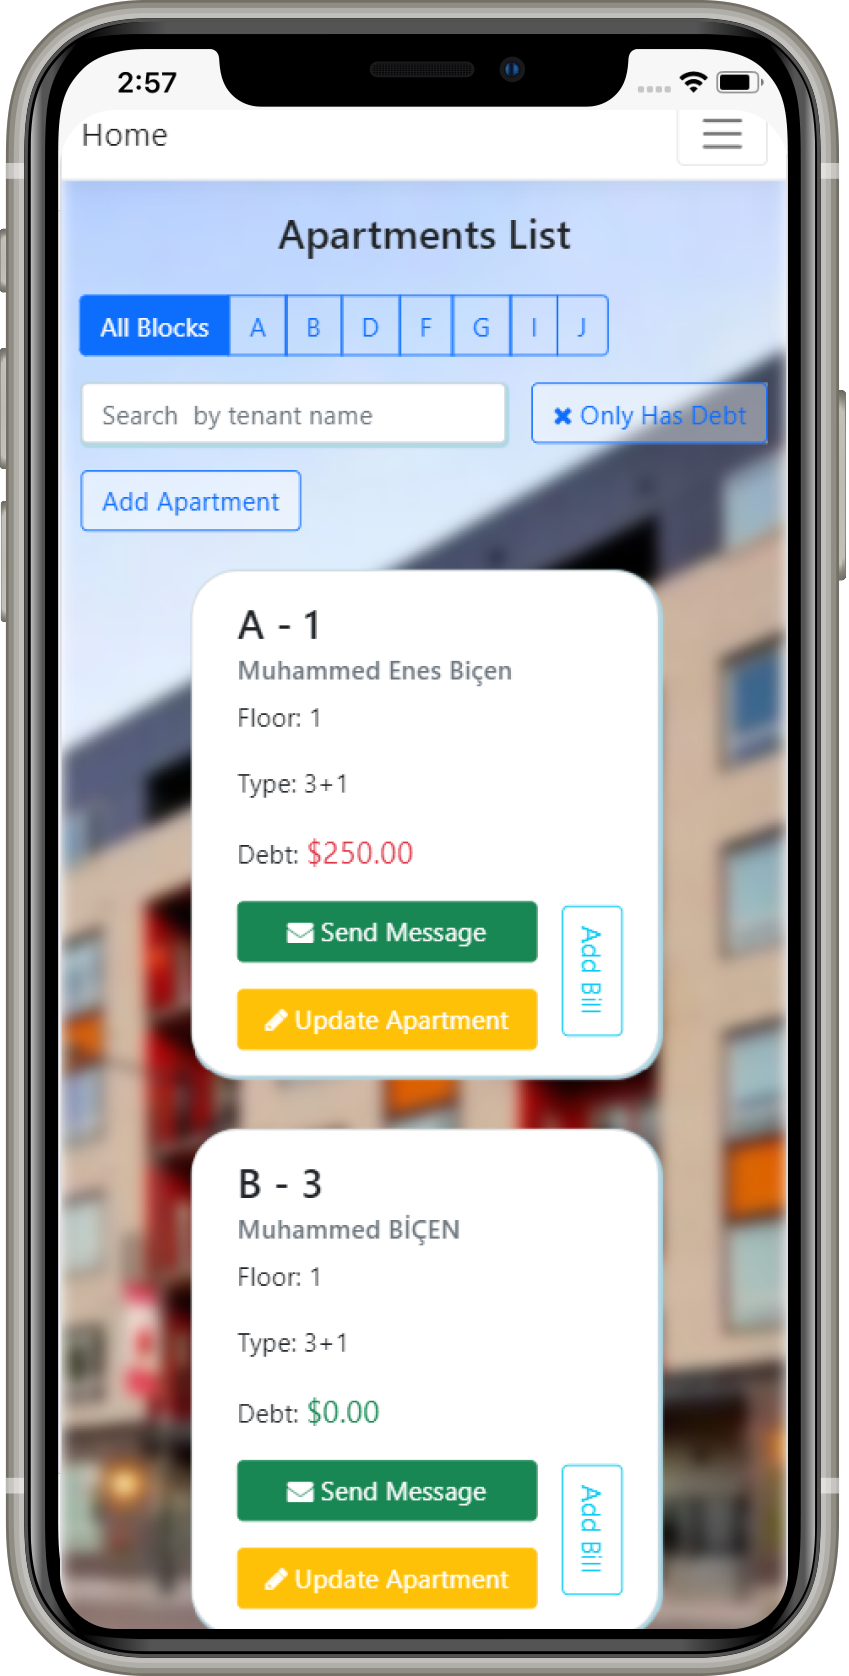 2:57
Home
Apartments List
All Blocks A B D F G I J
Search by tenant name
Only Has Debt
Add Apartment
A - 1
Muhammed Enes Biçen
Floor: 1
Type: 3+1
Debt: $250.00
Send Message
Update Apartment
Add Bill
B - 3
Muhammed BİÇEN
Floor: 1
Type: 3+1
Debt: $0.00
Send Message
Update Apartment
Add Bill